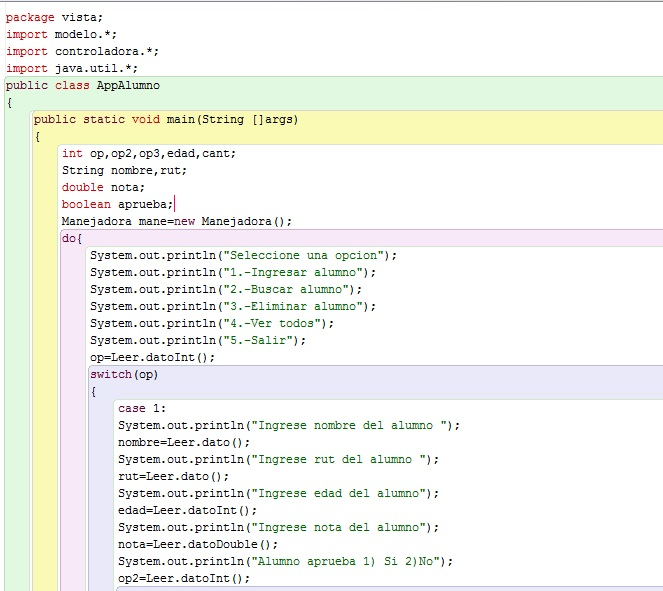 package vista;
import modelo.*;
import controladora.*;
import java.util.*;
public class AppAlumno
{
public static void main(String []args)
{
int op,op2,op3,edad,cant;
String nombre,rut;
double nota;
boolean aprueba;
Manejadora mane=new Manejadora();
do{
System.out.println("Seleccione una opcion");
System.out.println("1.-Ingresar alumno");
System.out.println("2.-Buscar alumno");
System.out.println("3.-Eliminar alumno");
System.out.println("4.-Ver todos");
System.out.println("5.-Salir");
op=Leer.datoInt();
switch(op)
{
case 1:
System.out.println("Ingrese nombre del alumno ");
nombre=Leer.dato();
System.out.println("Ingrese rut del alumno ");
rut=Leer.dato();
System.out.println("Ingrese edad del alumno");
edad=Leer.datoInt();
System.out.println("Ingrese nota del alumno");
nota=Leer.datoDouble();
System.out.println("Alumno aprueba 1) Si 2)No");
op2=Leer.datoInt();